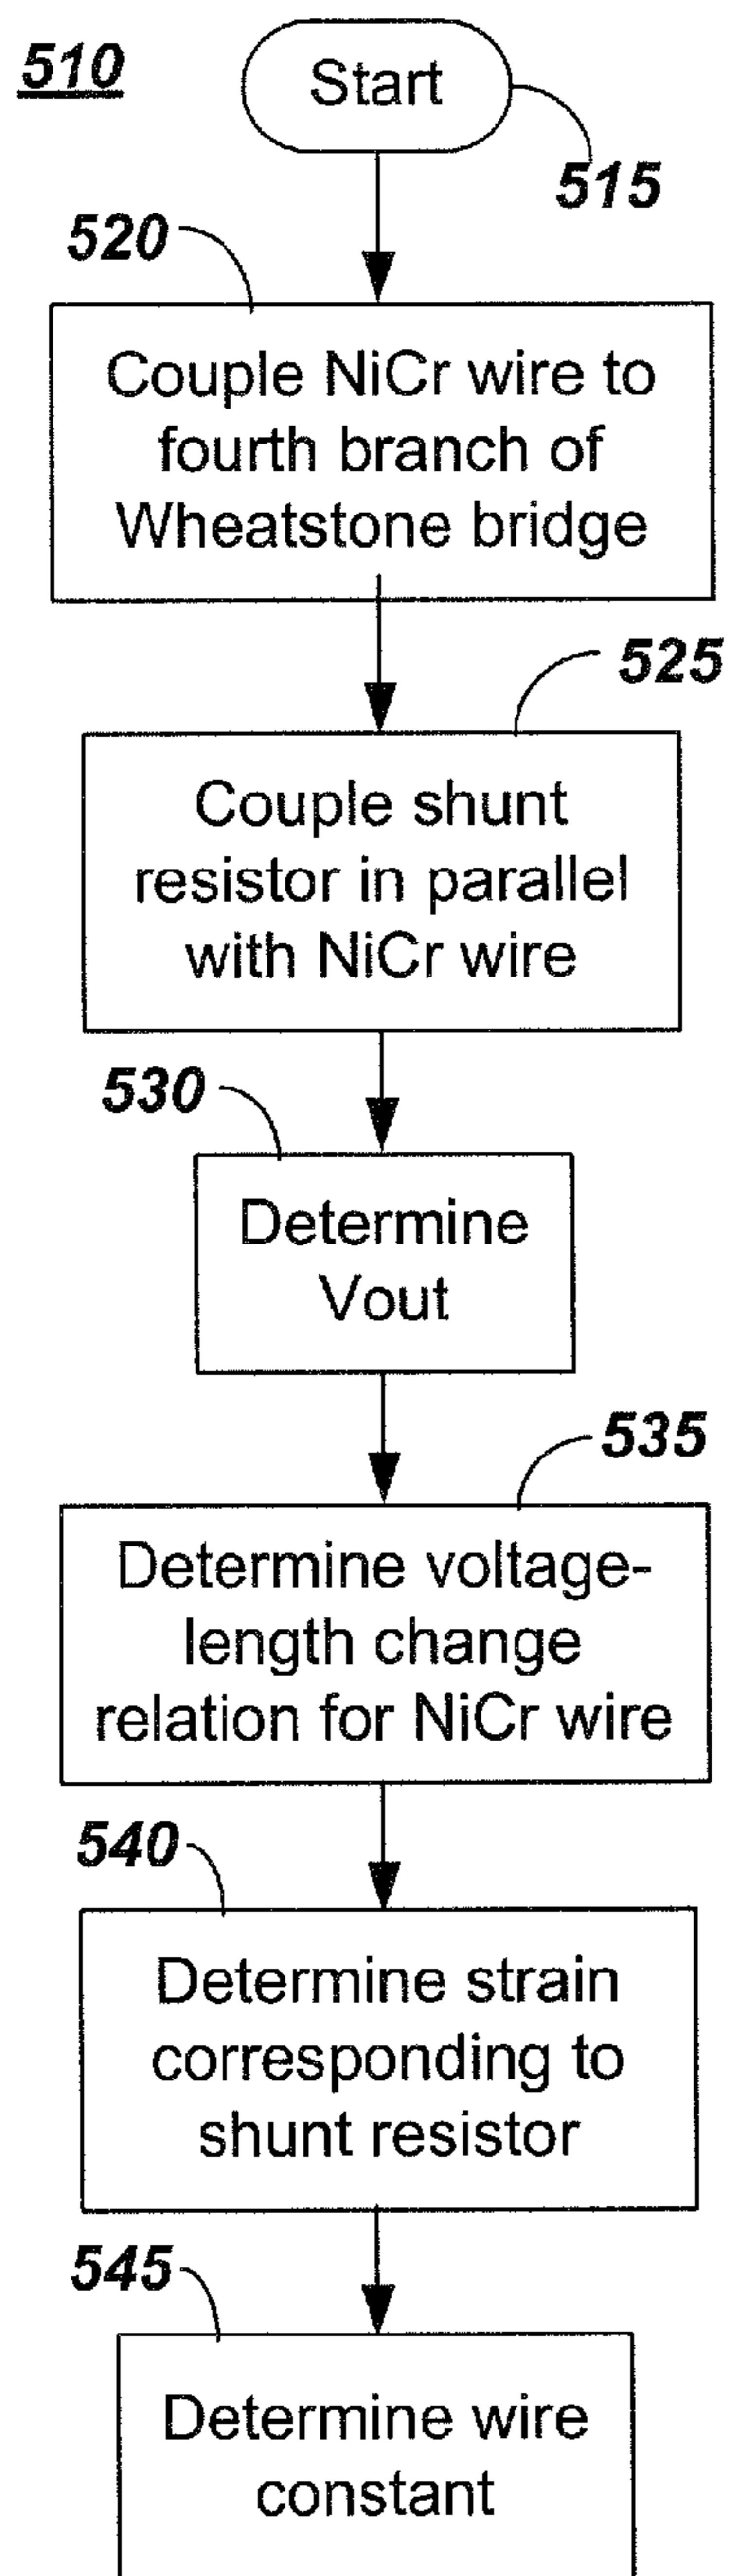 510
Start
515
520
Couple NiCr wire to
fourth branch of
Wheatstone bridge
525
Couple shunt
resistor in parallel
with NiCr wire
530
Determine
Vout
535
Determine voltage-
length change
relation for NiCr wire
540
Determine strain
corresponding to
shunt resistor
545
Determine wire
constant